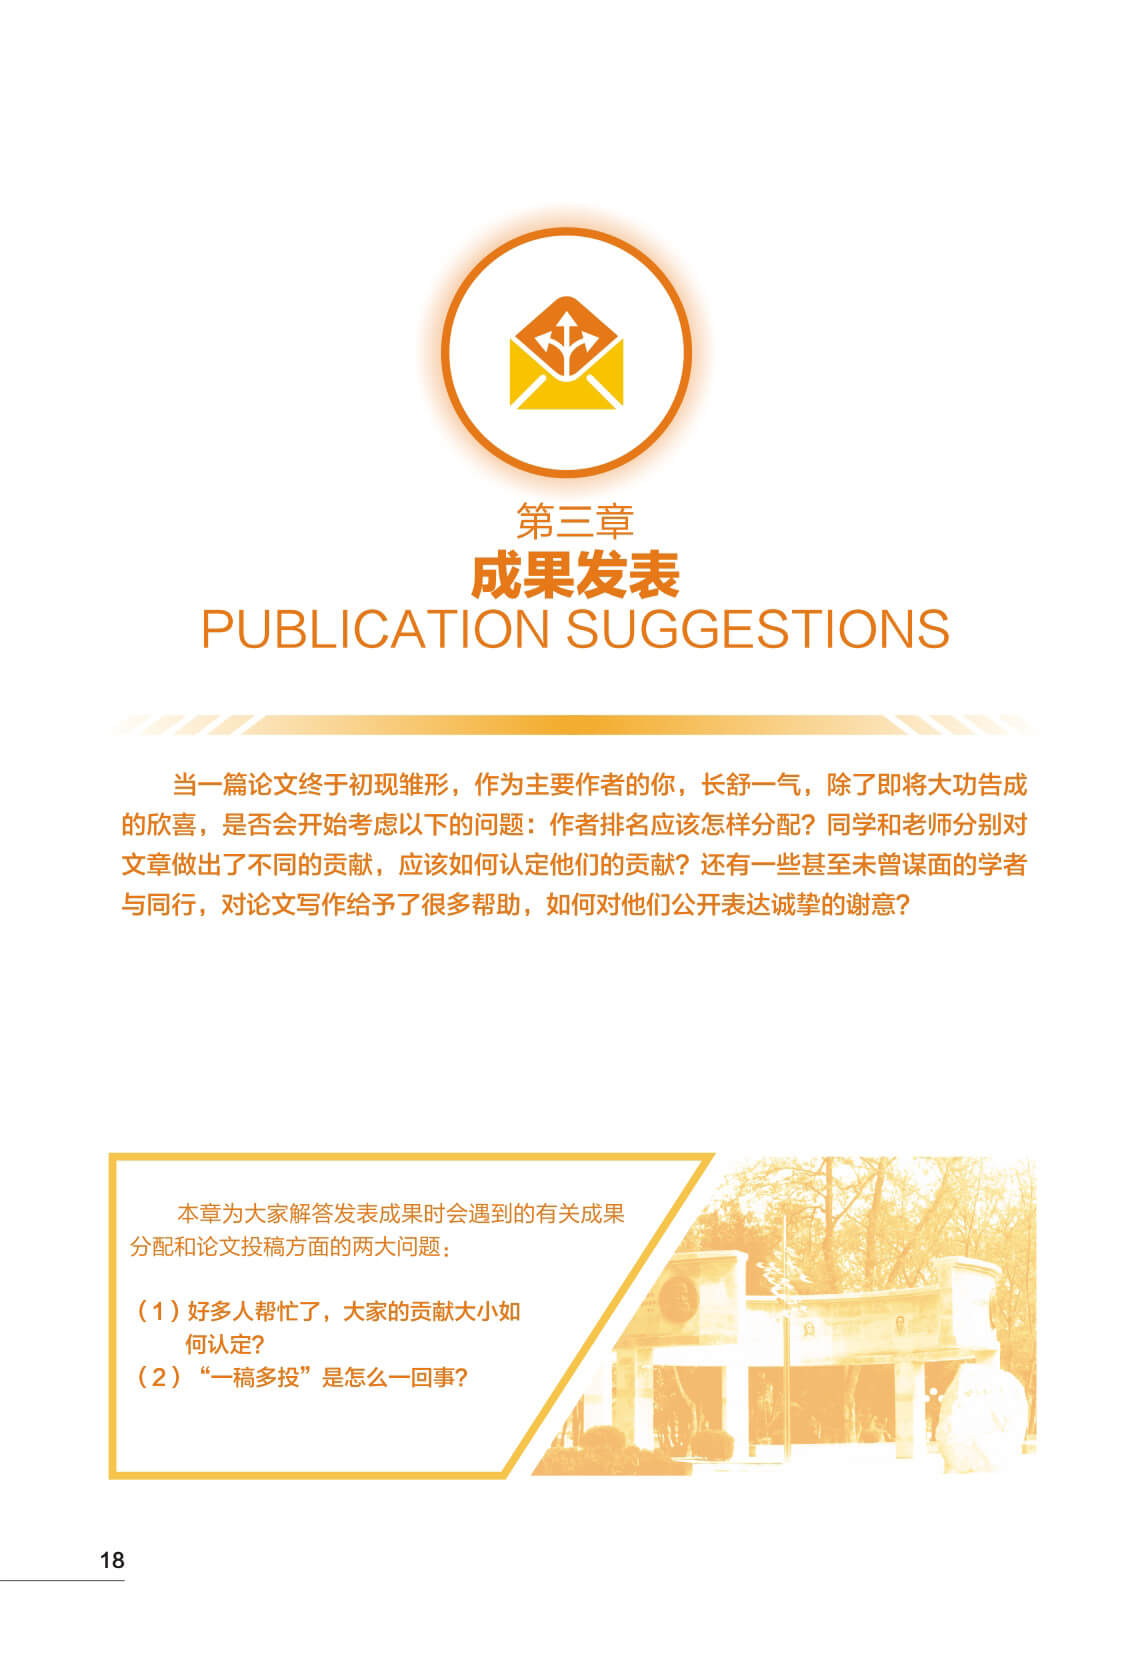 第三章
成果发表
PUBLICATION SUGGESTIONS
当一篇论文终于初现雏形，作为主要作者的你，长舒一气，除了即将大功告成
的欣喜，是否会开始考虑以下的问题：作者排名应该怎样分配？同学和老师分别对
文章做出了不同的贡献，应该如何认定他们的贡献？还有一些甚至未曾谋面的学者
与同行，对论文写作给予了很多帮助，如何对他们公开表达诚挚的谢意？
本章为大家解答发表成果时会遇到的有关成果
分配和论文投稿方面的两大问题：
（1）好多人帮忙了，大家的贡献大小如
何认定？
（2）“一稿多投”是怎么一回事？
18